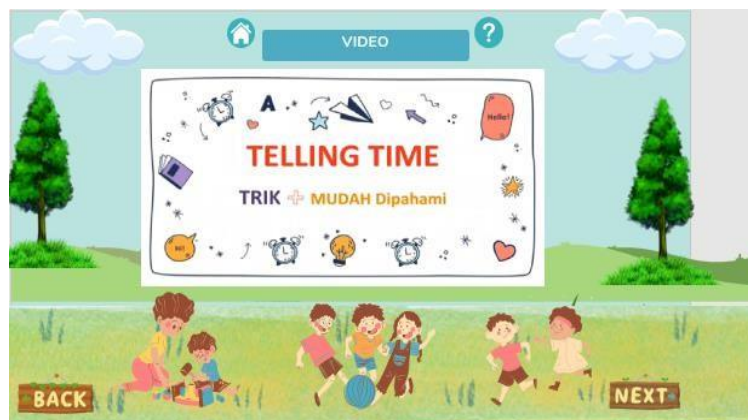 VIDEO
?
A
Hello!
TELLING TIME
TRIK + MUDAH Dipahami
Hi!
BACK
NEXT